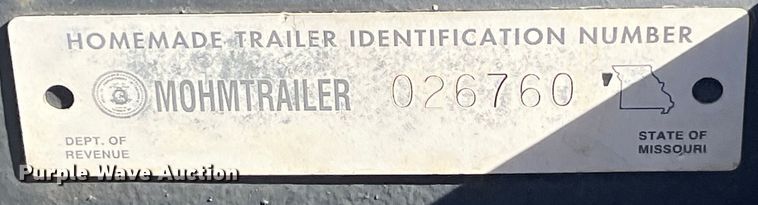 HOMEMADE TRAILER IDENTIFICATION NUMBER
MOHMTRAILER 026760
DEPT. OF
REVENUE
STATE OF
MISSOURI
Purple Wave Auction